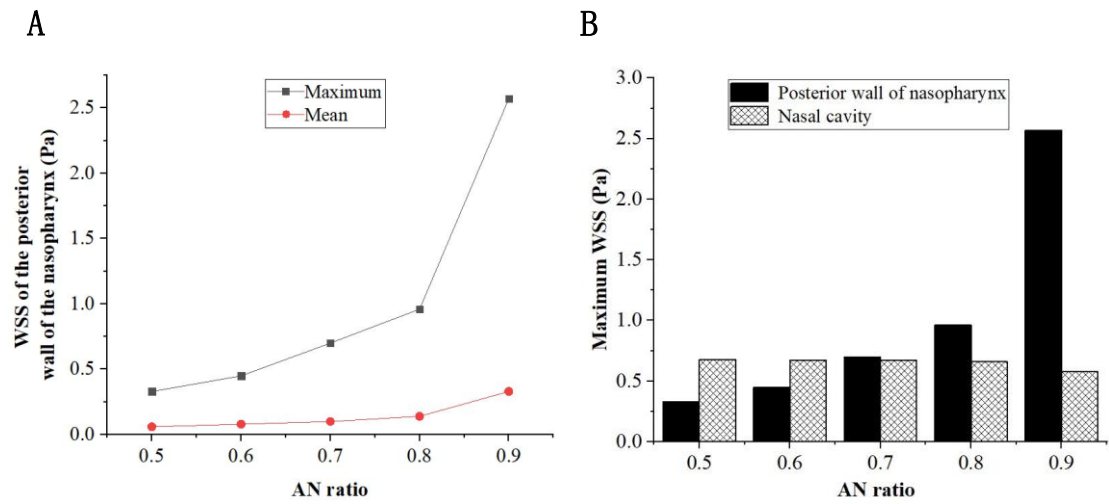 A
WSS of the posterior
wall of the nasopharynx (Pa)
2.5
2.0
1.5
1.0
0.5
0.0
Maximum
Mean
0.5 0.6 0.7 0.8 0.9
AN ratio
B
Maximum WSS (Pa)
3.0
2.5
2.0
1.5
1.0
0.5
0.0
Posterior wall of nasopharynx
Nasal cavity
0.5 0.6 0.7 0.8 0.9
AN ratio